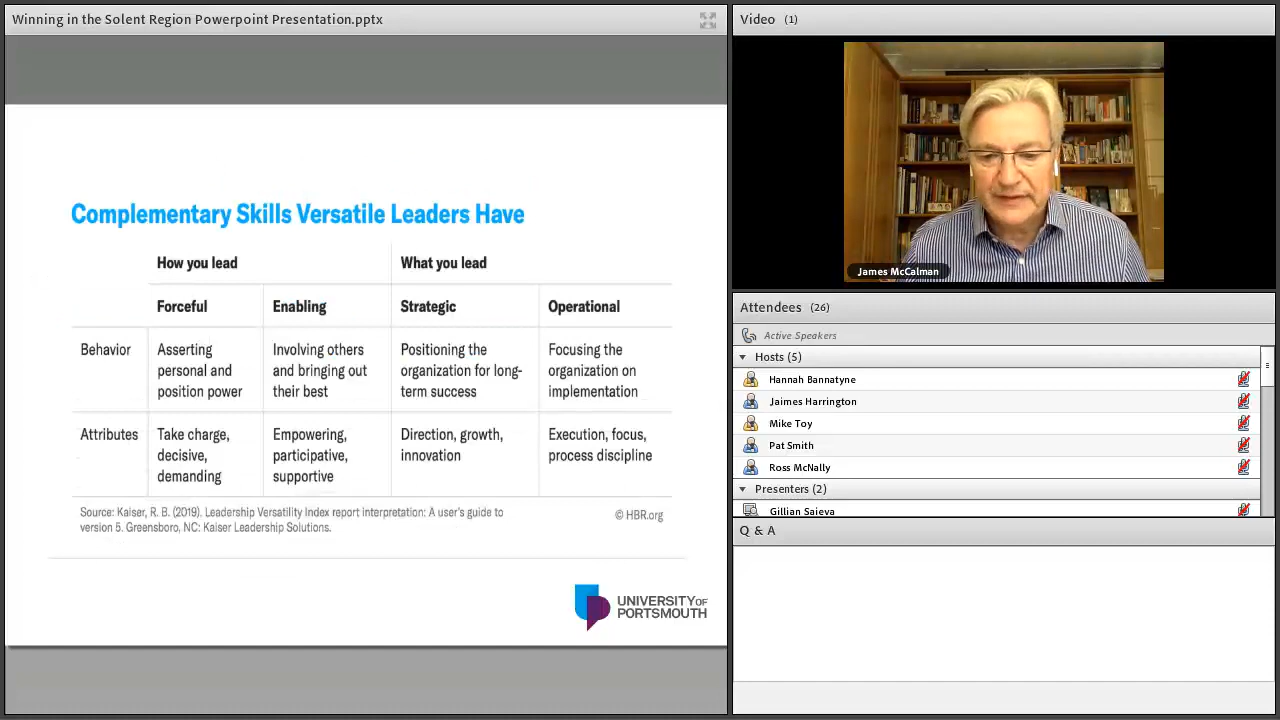 Winning in the Solent Region Powerpoint Presentation.pptx
Complementary Skills Versatile Leaders Have
How you lead
What you lead
Forceful
Enabling
Strategic
Operational
Behavior
Asserting
personal and
position power
Involving others
and bringing out
their best
Positioning the
organization for long-
term success
Focusing the
organization on
implementation
Attributes
Take charge,
decisive,
demanding
Empowering,
participative,
supportive
Direction, growth,
innovation
Execution, focus,
process discipline
Source: Kaiser, R. B. (2019). Leadership Versatility Index report interpretation: A user's guide to
version 5. Greensboro, NC: Kaiser Leadership Solutions.
© HBR.org
UNIVERSITY OF
PORTSMOUTH
Video (1)
James McCalman
Attendees (26)
Active Speakers
Hosts (5)
Hannah Bannatyne
Jaimes Harrington
Mike Toy
Pat Smith
Ross McNally
Presenters (2)
Gillian Saieva
Q & A